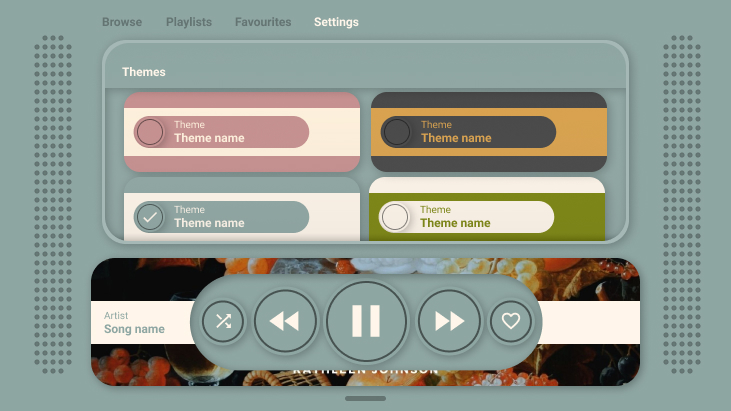 Browse Playlists Favourites Settings
Themes
Theme
Theme name
Theme
Theme name
Theme
Theme name
Theme
Theme name
Artist
Song name
KATHLEEN JOHNSON